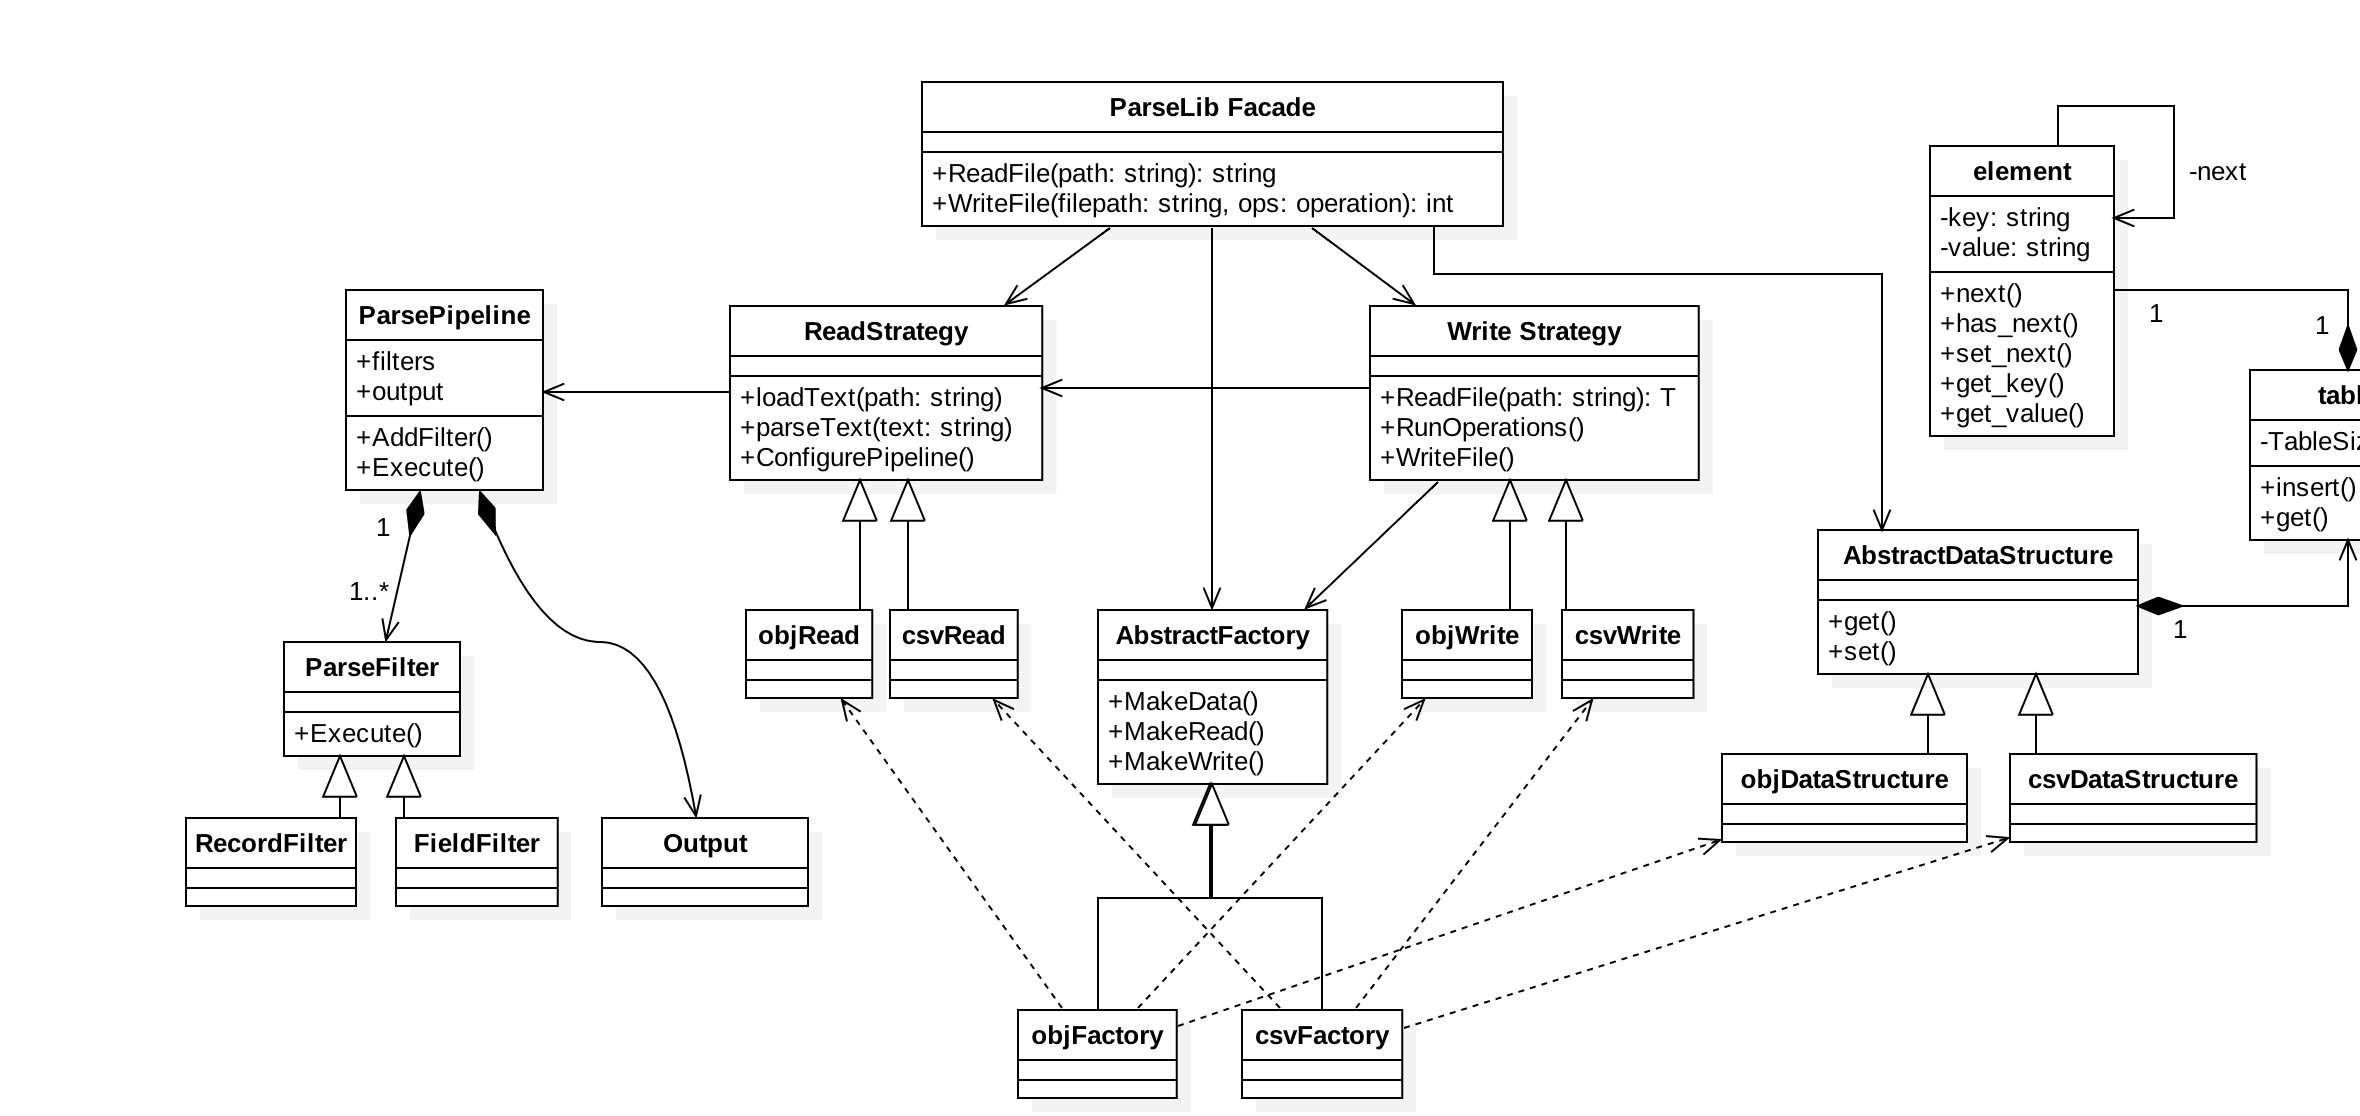 ParseLib Facade
+ReadFile(path: string): string
+WriteFile(filepath: string, ops: operation): int
element
-key: string
-value: string
+next()
+has_next()
+set_next()
+get_key()
+get_value()
-next
1
1
-TableSiz
+insert()
+get()
ParsePipeline
+filters
+output
+AddFilter()
+Execute()
1
1..*
ReadStrategy
+loadText(path: string)
+parseText(text: string)
+ConfigurePipeline()
Write Strategy
+ReadFile(path: string): T
+RunOperations()
+WriteFile()
AbstractDataStructure
+get()
+set()
1
ParseFilter
+Execute()
objRead
csvRead
AbstractFactory
+MakeData()
+MakeRead()
+MakeWrite()
objWrite
csvWrite
objDataStructure
csvDataStructure
RecordFilter
FieldFilter
Output
objFactory
csvFactory